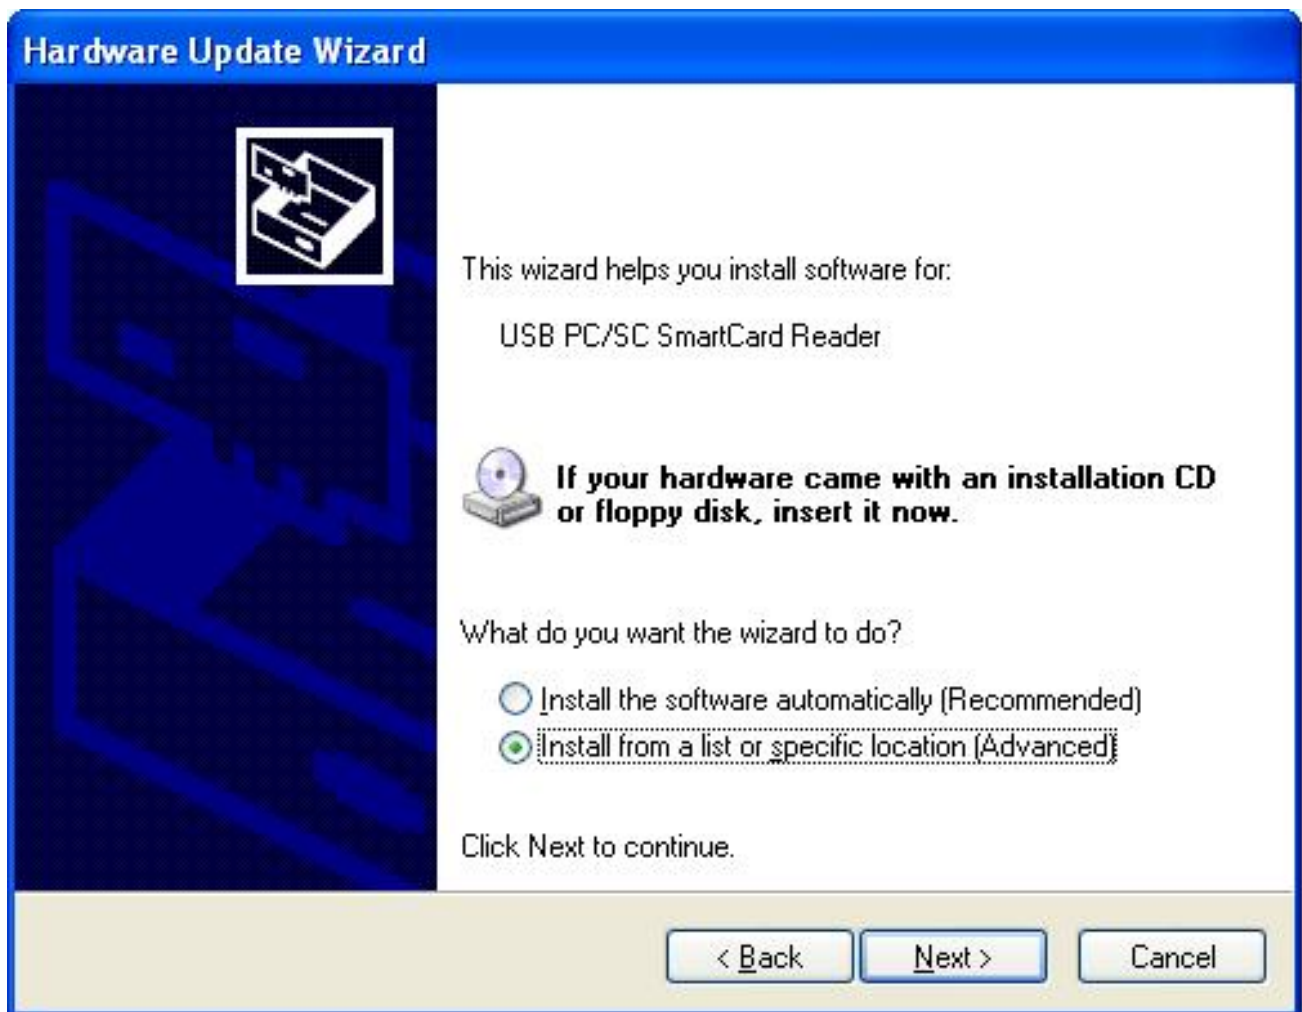 Hardware Update Wizard
This wizard helps you install software for:
USB PC/SC SmartCard Reader
If your hardware came with an installation CD
or floppy disk, insert it now.
What do you want the wizard to do?
Install the software automatically (Recommended)
Install from a list or specific location (Advanced)
Click Next to continue.
< Back
Next >
Cancel